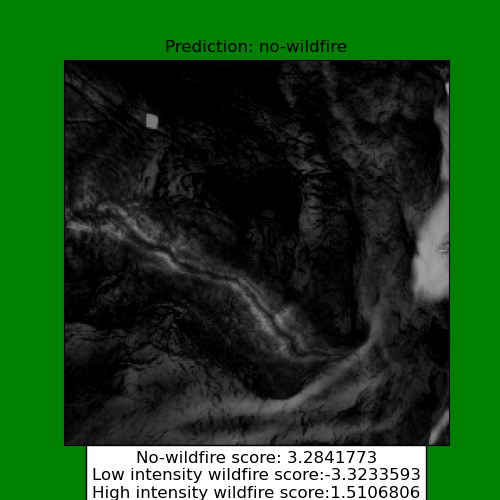 Prediction: no-wildfire
No-wildfire score: 3.2841773
Low intensity wildfire score:-3.3233593
High intensity wildfire score:1.5106806